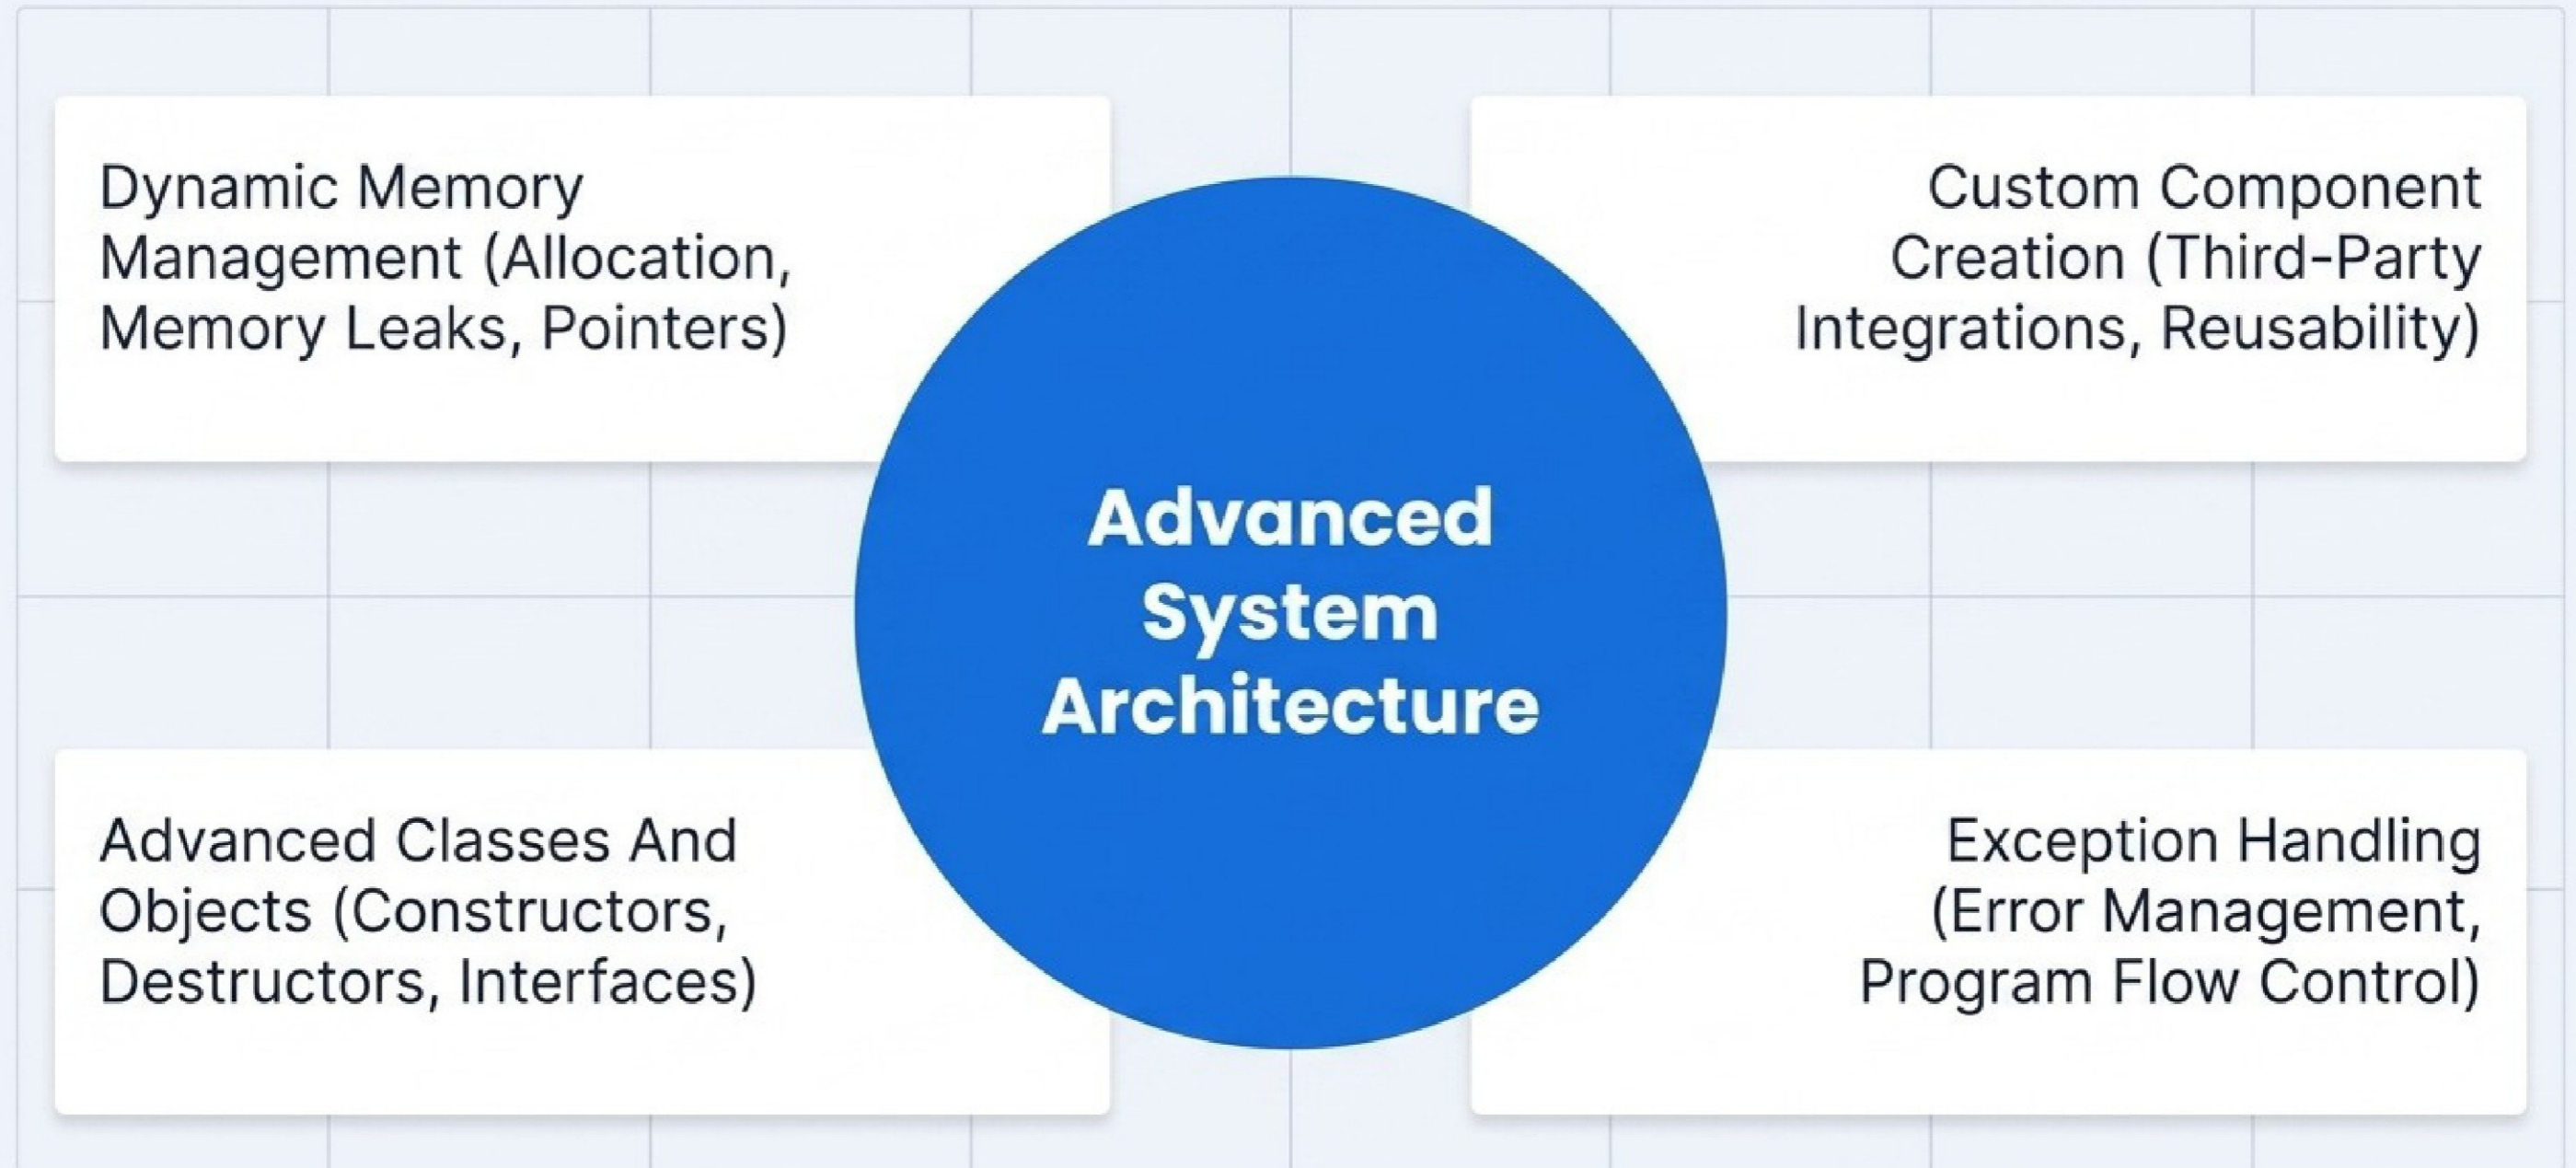 Dynamic Memory
Management (Allocation,
Memory Leaks, Pointers)
Custom Component
Creation (Third-Party
Integrations, Reusability)
Advanced
System
Architecture
Advanced Classes And
Objects (Constructors,
Destructors, Interfaces)
Exception Handling
(Error Management,
Program Flow Control)